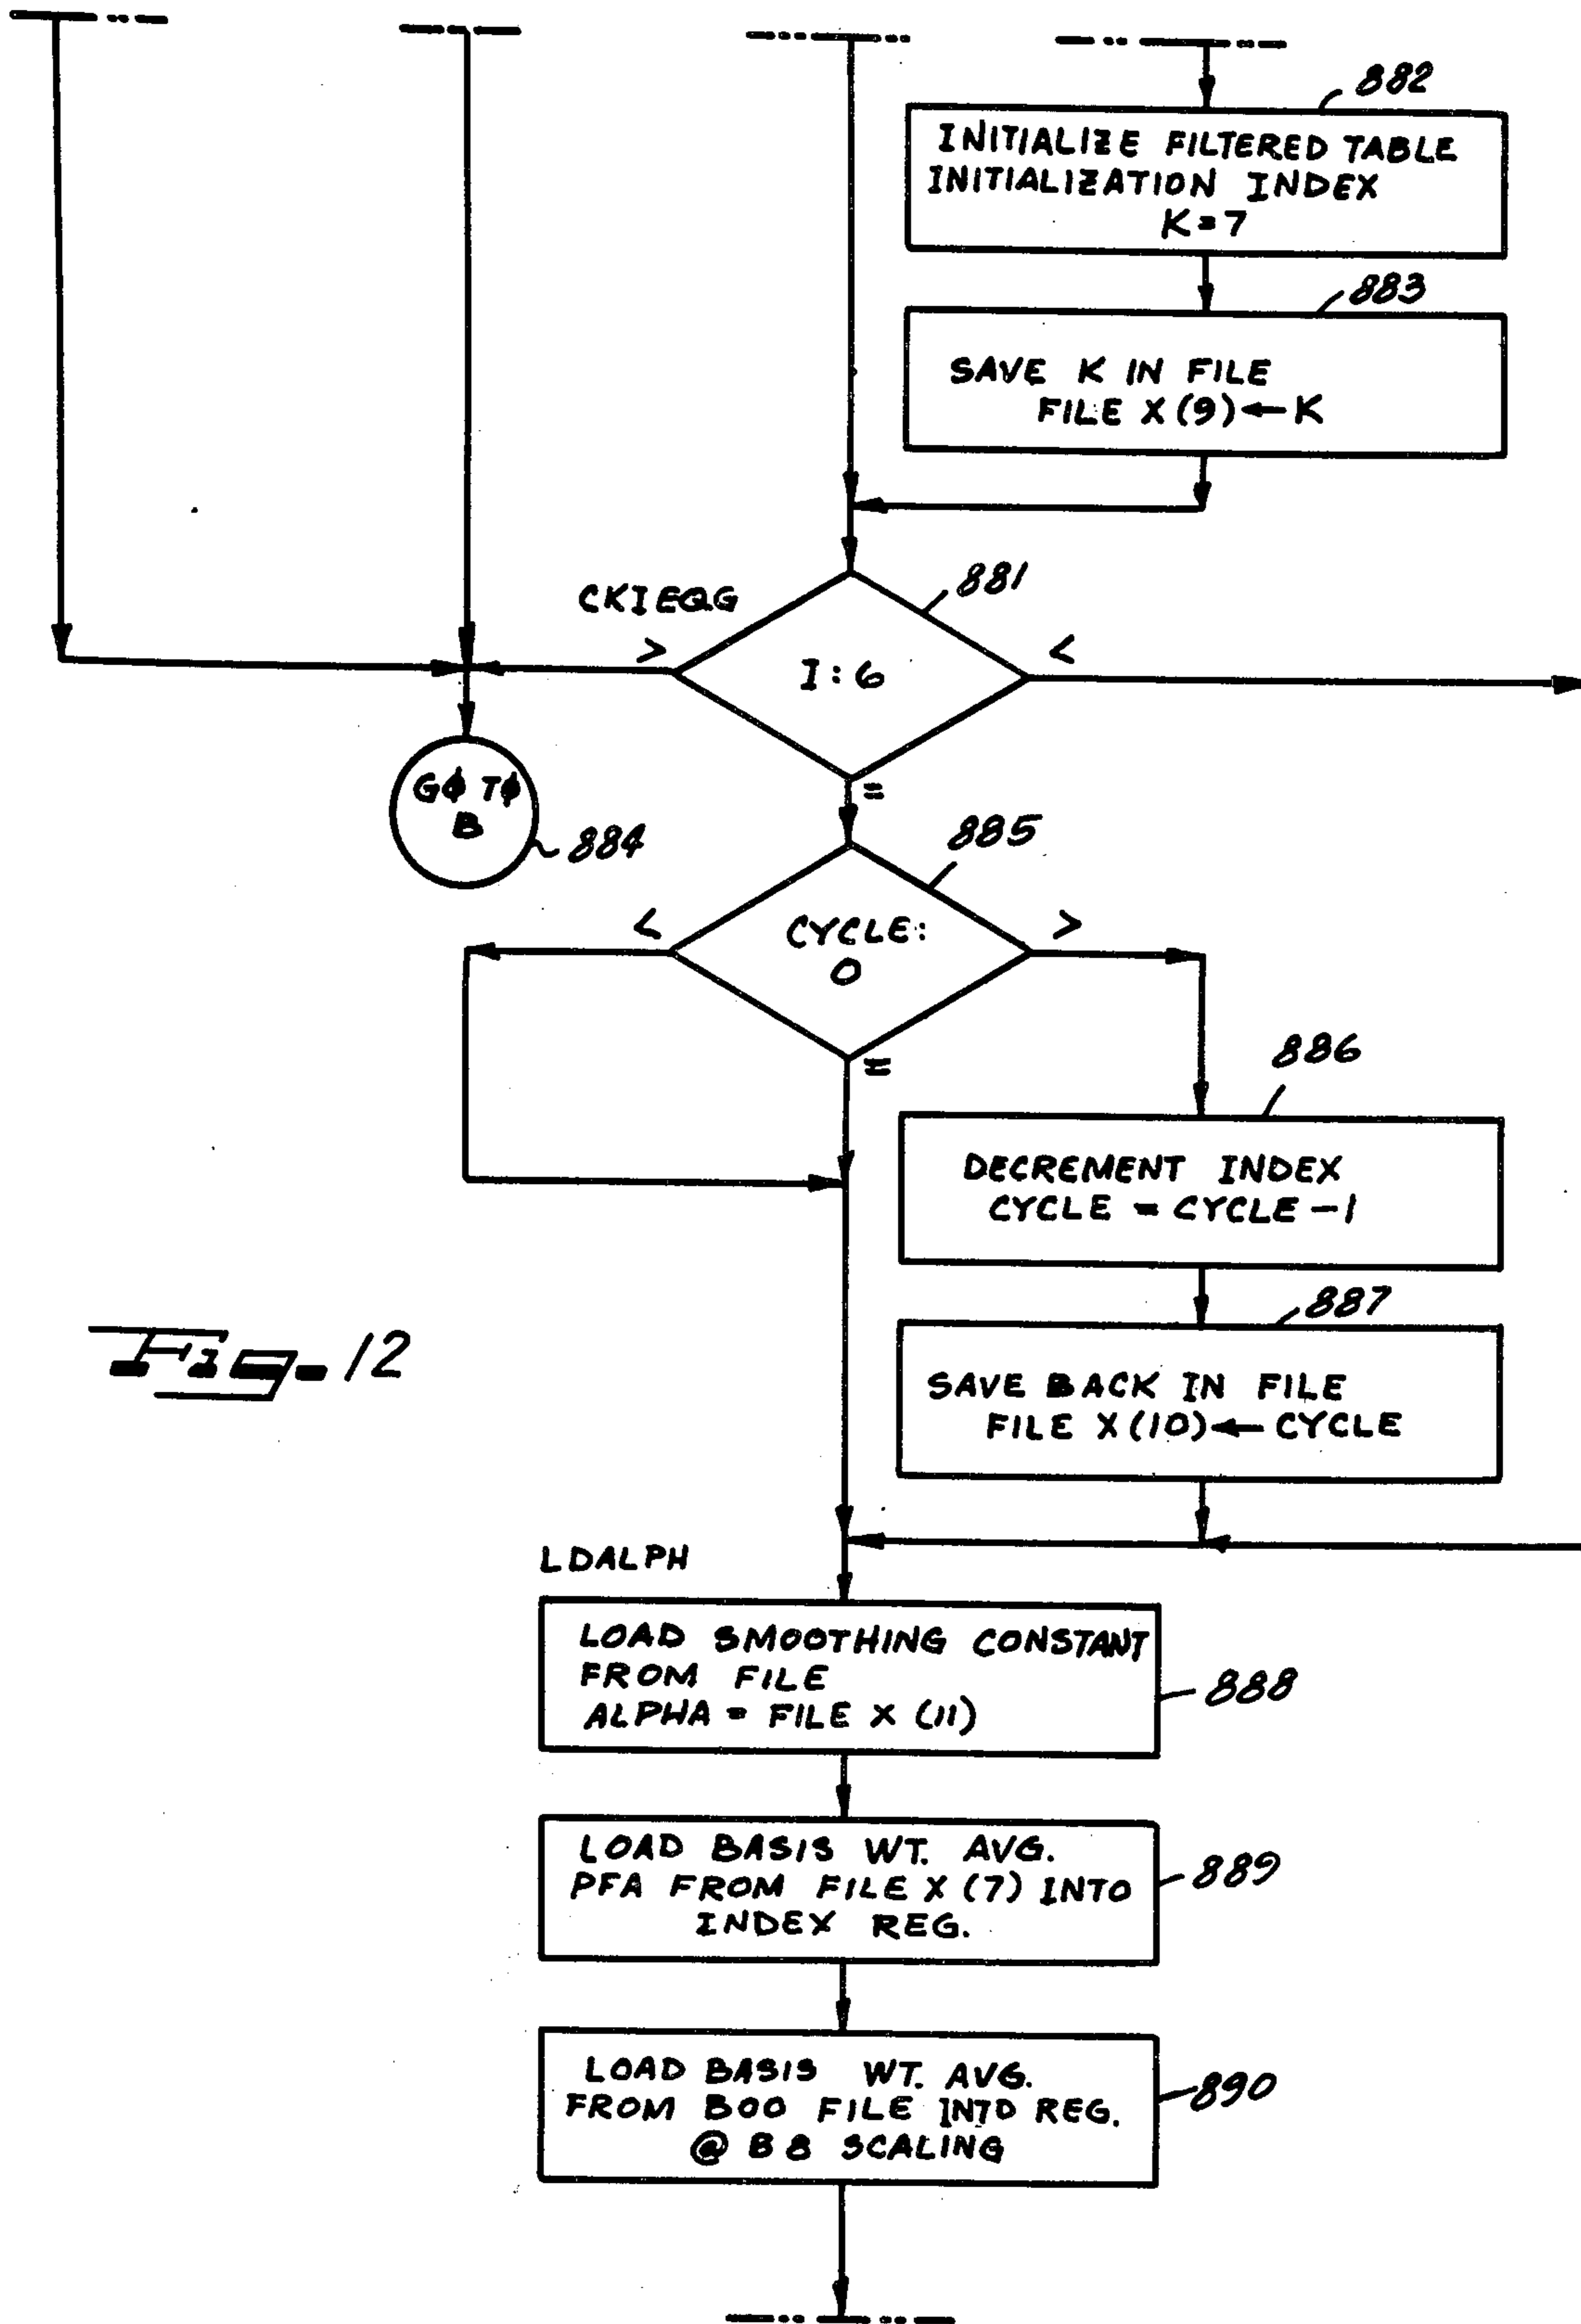 882
INITIALIZE FILTERED TABLE
INITIALIZATION INDEX
K=7
883
SAVE K IN FILE
FILE X(9)←K
881
CKIEQG
>
I:6
<
=
GØ TØ
B
884
885
<
CYCLE:
0
>
=
886
DECREMENT INDEX
CYCLE = CYCLE -1
887
SAVE BACK IN FILE
FILE X(10)←CYCLE
Fig-12
LDALPH
LOAD SMOOTHING CONSTANT
FROM FILE
ALPHA = FILE X (11)
888
LOAD BASIS WT. AVG.
PFA FROM FILE X (7) INTO
INDEX REG.
889
LOAD BASIS WT. AVG.
FROM BOO FILE INTO REG.
@ B8 SCALING
890